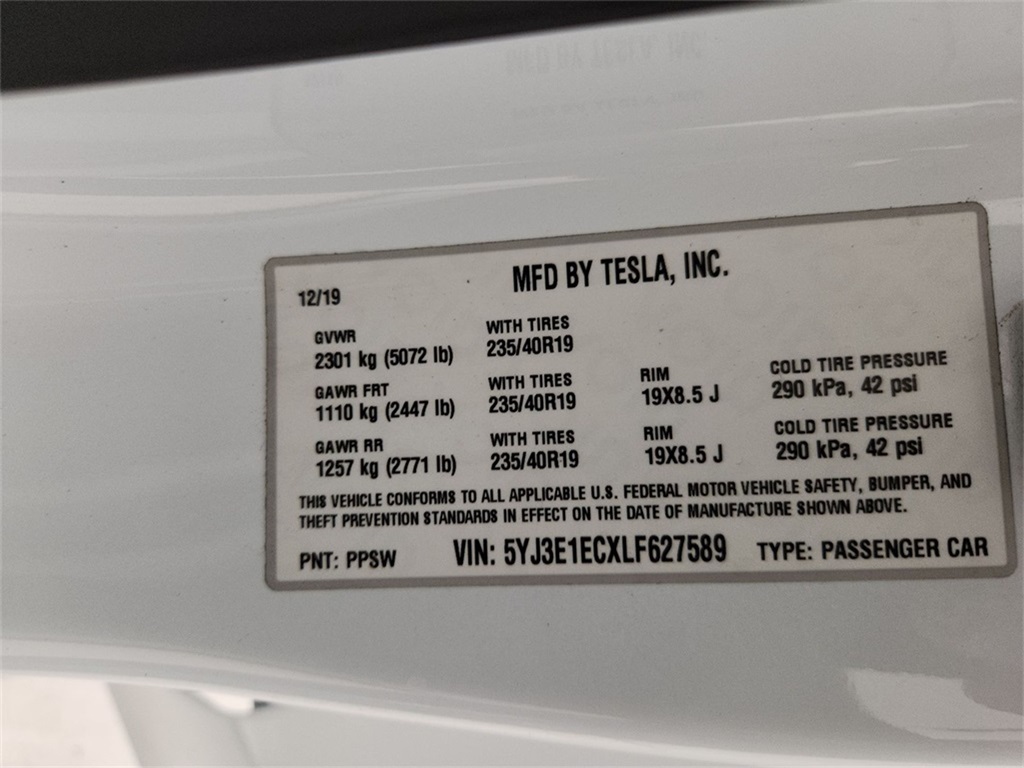 MFD BY TESLA, INC.
12/19
GVWR WITH TIRES
2301 kg (5072 lb) 235/40R19
GAWR FRT WITH TIRES RIM COLD TIRE PRESSURE
1110 kg (2447 lb) 235/40R19 19X8.5 J 290 kPa, 42 psi
GAWR RR WITH TIRES RIM COLD TIRE PRESSURE
1257 kg (2771 lb) 235/40R19 19X8.5 J 290 kPa, 42 psi
THIS VEHICLE CONFORMS TO ALL APPLICABLE U.S. FEDERAL MOTOR VEHICLE SAFETY, BUMPER, AND
THEFT PREVENTION STANDARDS IN EFFECT ON THE DATE OF MANUFACTURE SHOWN ABOVE.
PNT: PPSW VIN: 5YJ3E1ECXLF627589 TYPE: PASSENGER CAR